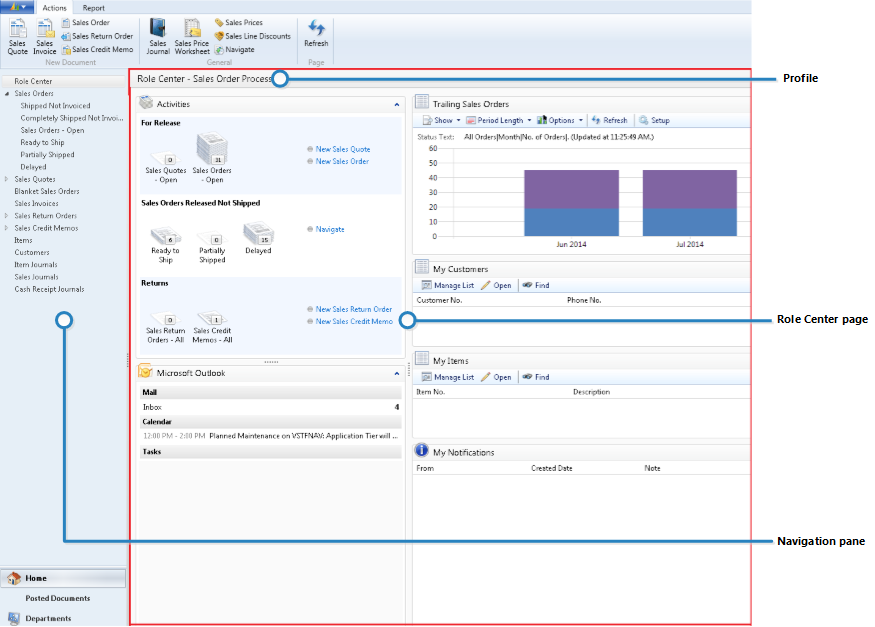 Actions Report
Sales Quote
Sales Invoice
Sales Order
Sales Return Order
Sales Credit Memo
New Document
Sales Journal
Sales Price Worksheet
Sales Prices
Sales Line Discounts
Navigate
General
Refresh
Page
Role Center
Sales Orders
Shipped Not Invoiced
Completely Shipped Not Invoi...
Sales Orders - Open
Ready to Ship
Partially Shipped
Delayed
Sales Quotes
Blanket Sales Orders
Sales Invoices
Sales Return Orders
Sales Credit Memos
Items
Customers
Item Journals
Sales Journals
Cash Receipt Journals
Home
Posted Documents
Departments
Role Center - Sales Order Process
Profile
Activities
For Release
0
Sales Quotes - Open
31
Sales Orders - Open
New Sales Quote
New Sales Order
Sales Orders Released Not Shipped
6
Ready to Ship
0
Partially Shipped
15
Delayed
Navigate
Returns
0
Sales Return Orders - All
1
Sales Credit Memos - All
New Sales Return Order
New Sales Credit Memo
Microsoft Outlook
Mail
Inbox 4
Calendar
12:00 PM - 2:00 PM Planned Maintenance on VSTFNAV: Application Tier will ...
Tasks
Trailing Sales Orders
Show Period Length Options Refresh Setup
Status Text: All Orders|Month|No. of Orders|. (Updated at 11:25:49 AM.)
60
50
40
30
20
10
0
Jun 2014 Jul 2014
My Customers
Manage List Open Find
Customer No. Phone No.
Role Center page
My Items
Manage List Open Find
Item No. Description
My Notifications
From Created Date Note
Navigation pane